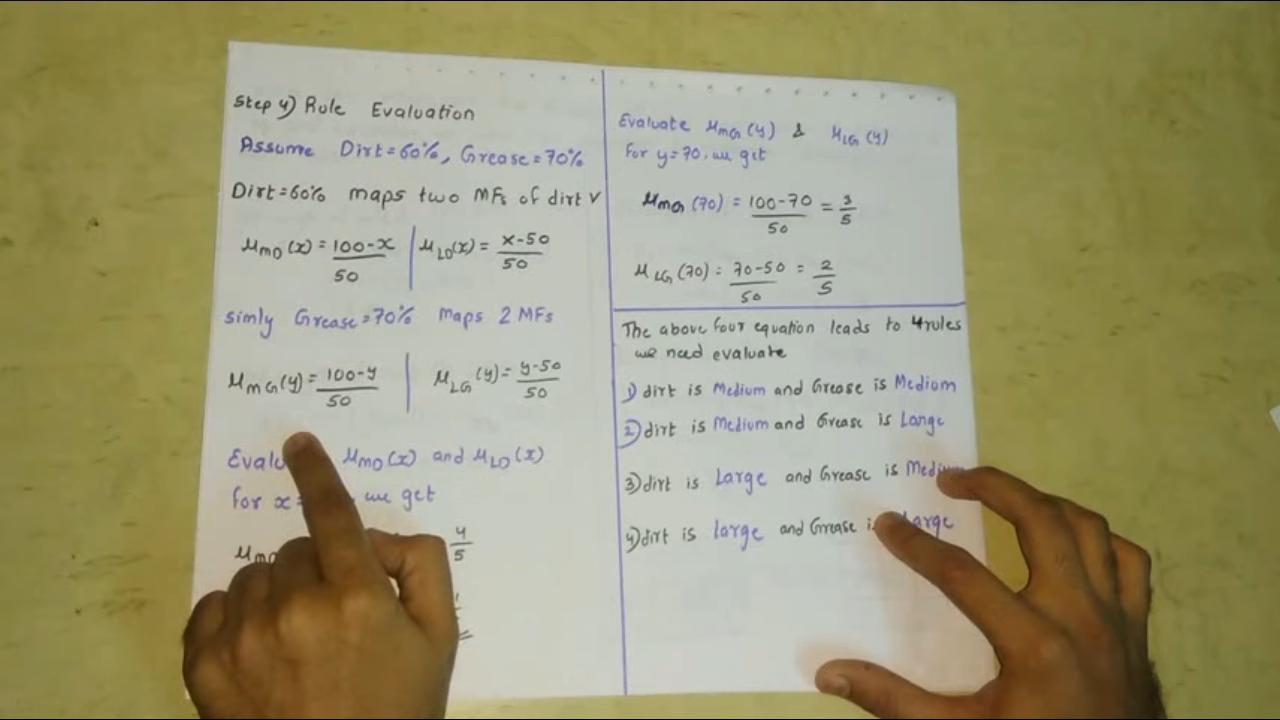 Step 4) Rule Evaluation
Assume Dirt=60%, Grease=70%
Dirt=60% maps two MFs of dirt
μMD(x) = 100-x / 50 | μLD(x) = x-50 / 50
simly Grease=70% maps 2 MFs
μMG(y) = 100-y / 50 | μLG(y) = y-50 / 50
μMD(x) and μLD(x)
for x= we get
4/5
Evaluate μMG(y) & μLG(y)
For y=70, we get
μMG(70) = 100-70 / 50 = 3/5
μLG(70) = 70-50 / 50 = 2/5
The above four equation leads to 4 rules
we need evaluate
1) dirt is Medium and Grease is Medium
2) dirt is Medium and Grease is Large
3) dirt is Large and Grease is
4) dirt is large and Grease